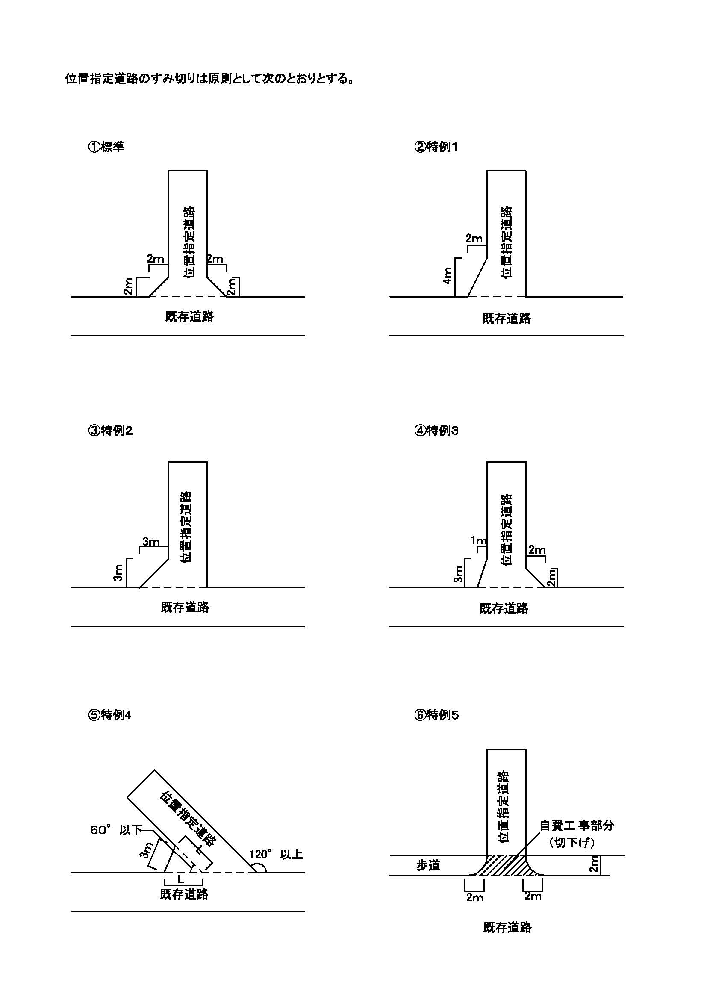 位置指定道路のすみ切りは原則として次のとおりとする。
①標準
位置指定道路
2m
2m
2m
2m
既存道路
②特例1
位置指定道路
2m
4m
既存道路
③特例2
位置指定道路
3m
3m
既存道路
④特例3
位置指定道路
1m
2m
3m
2m
既存道路
⑤特例4
位置指定道路
60° 以下
3m
L
120° 以上
L
既存道路
⑥特例5
位置指定道路
自費工 事部分
（切下げ）
歩道
2m
2m
2m
既存道路